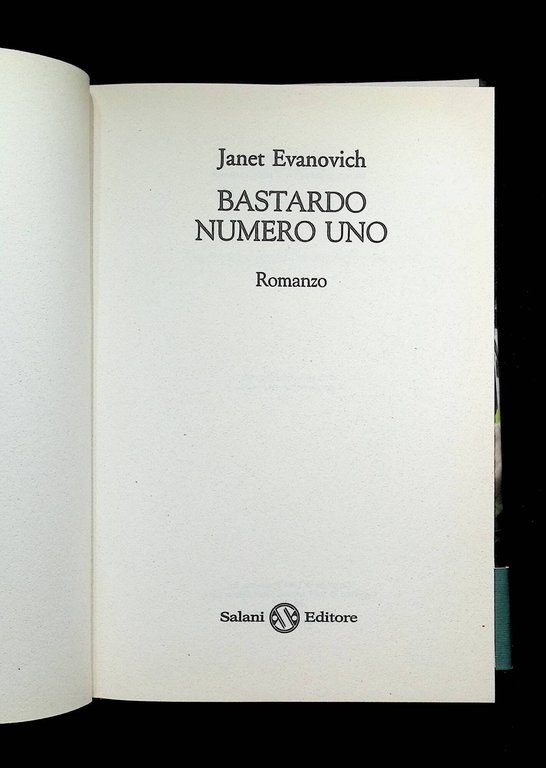 Janet Evanovich
BASTARDO
NUMERO UNO
Romanzo
Salani Editore